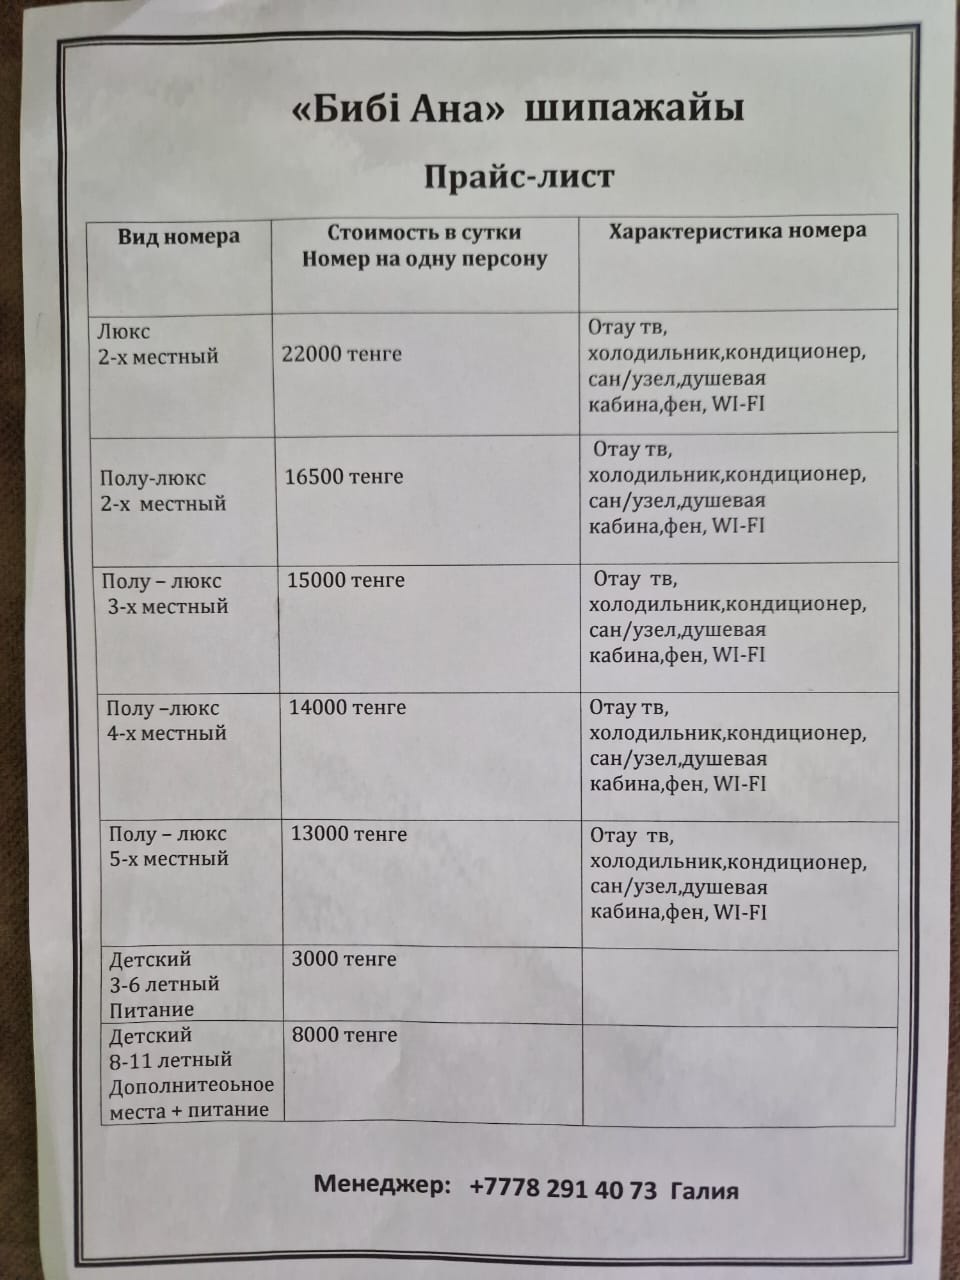 «Бибі Ана» шипажайы
Прайс-лист
Вид номера
Стоимость в сутки
Номер на одну персону
Характеристика номера
Люкс
2-х местный
22000 тенге
Отау тв,
холодильник,кондиционер,
сан/узел,душевая
кабина,фен, WI-FI
Полу-люкс
2-х местный
16500 тенге
Отау тв,
холодильник,кондиционер,
сан/узел,душевая
кабина,фен, WI-FI
Полу – люкс
3-х местный
15000 тенге
Отау тв,
холодильник,кондиционер,
сан/узел,душевая
кабина,фен, WI-FI
Полу –люкс
4-х местный
14000 тенге
Отау тв,
холодильник,кондиционер,
сан/узел,душевая
кабина,фен, WI-FI
Полу – люкс
5-х местный
13000 тенге
Отау тв,
холодильник,кондиционер,
сан/узел,душевая
кабина,фен, WI-FI
Детский
3-6 летный
Питание
3000 тенге
Детский
8-11 летный
Дополнитеоьное
места + питание
8000 тенге
Менеджер: +7778 291 40 73 Галия